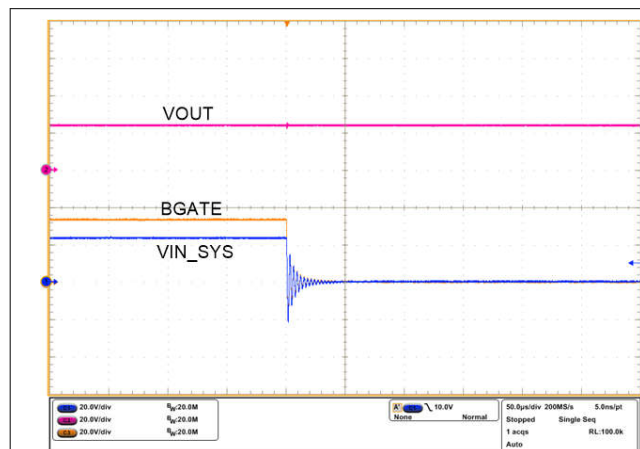 VOUT
2
BGATE
VIN_SYS
20.0V/div Bw:20.0M
20.0V/div Bw:20.0M
20.0V/div Bw:20.0M
A' \ 10.0V
None Normal
50.0µs/div 200MS/s 5.0ns/pt
Stopped Single Seq
1 acqs RL:100.0k
Auto